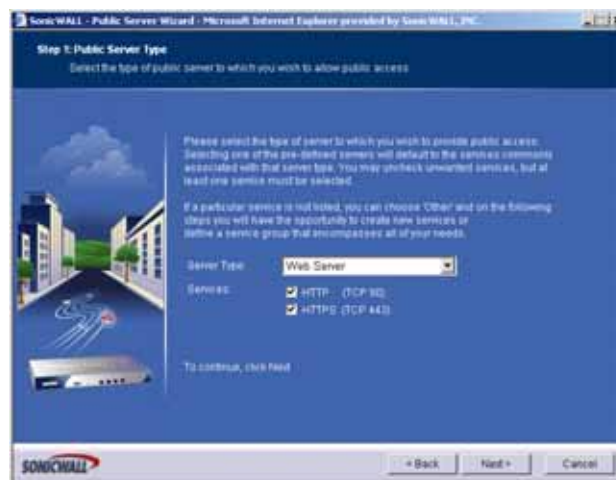 SonicWALL - Public Server Wizard - Microsoft Internet Explorer provided by SonicWALL, INC.
Step 1: Public Server Type
Select the type of public server to which you wish to allow public access
Please select the type of server to which you wish to provide public access.
Selecting one of the pre-defined servers will default to the services commonly
associated with that server type. You may uncheck unwanted services, but at
least one service must be selected.
If a particular service is not listed, you can choose 'Other' and on the following
steps you will have the opportunity to create new services or
define a service group that encompasses all of your needs.
Server Type: Web Server
Services: HTTP (TCP 80)
HTTPS (TCP 443)
To continue, click Next
SONICWALL
< Back Next > Cancel